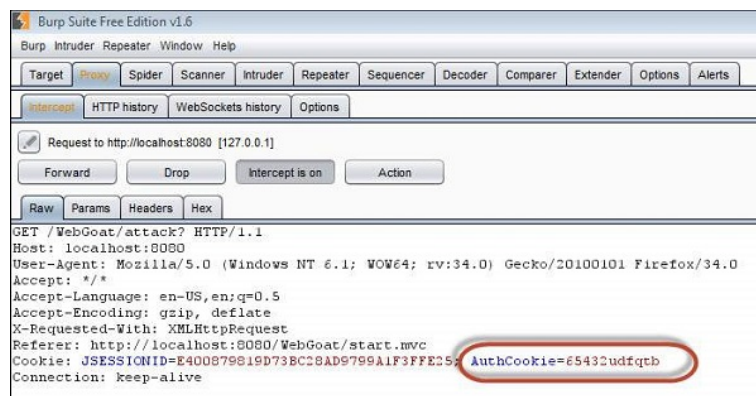 Burp Suite Free Edition v1.6
Burp Intruder Repeater Window Help
Target Proxy Spider Scanner Intruder Repeater Sequencer Decoder Comparer Extender Options Alerts
Intercept HTTP history WebSockets history Options
Request to http://localhost:8080 [127.0.0.1]
Forward Drop Intercept is on Action
Raw Params Headers Hex
GET /WebGoat/attack? HTTP/1.1
Host: localhost:8080
User-Agent: Mozilla/5.0 (Windows NT 6.1; WOW64; rv:34.0) Gecko/20100101 Firefox/34.0
Accept: */*
Accept-Language: en-US,en;q=0.5
Accept-Encoding: gzip, deflate
X-Requested-With: XMLHttpRequest
Referer: http://localhost:8080/WebGoat/start.mvc
Cookie: JSESSIONID=E400879819D73BC28AD9799A1F3FFE25; AuthCookie=65432udfqtb
Connection: keep-alive